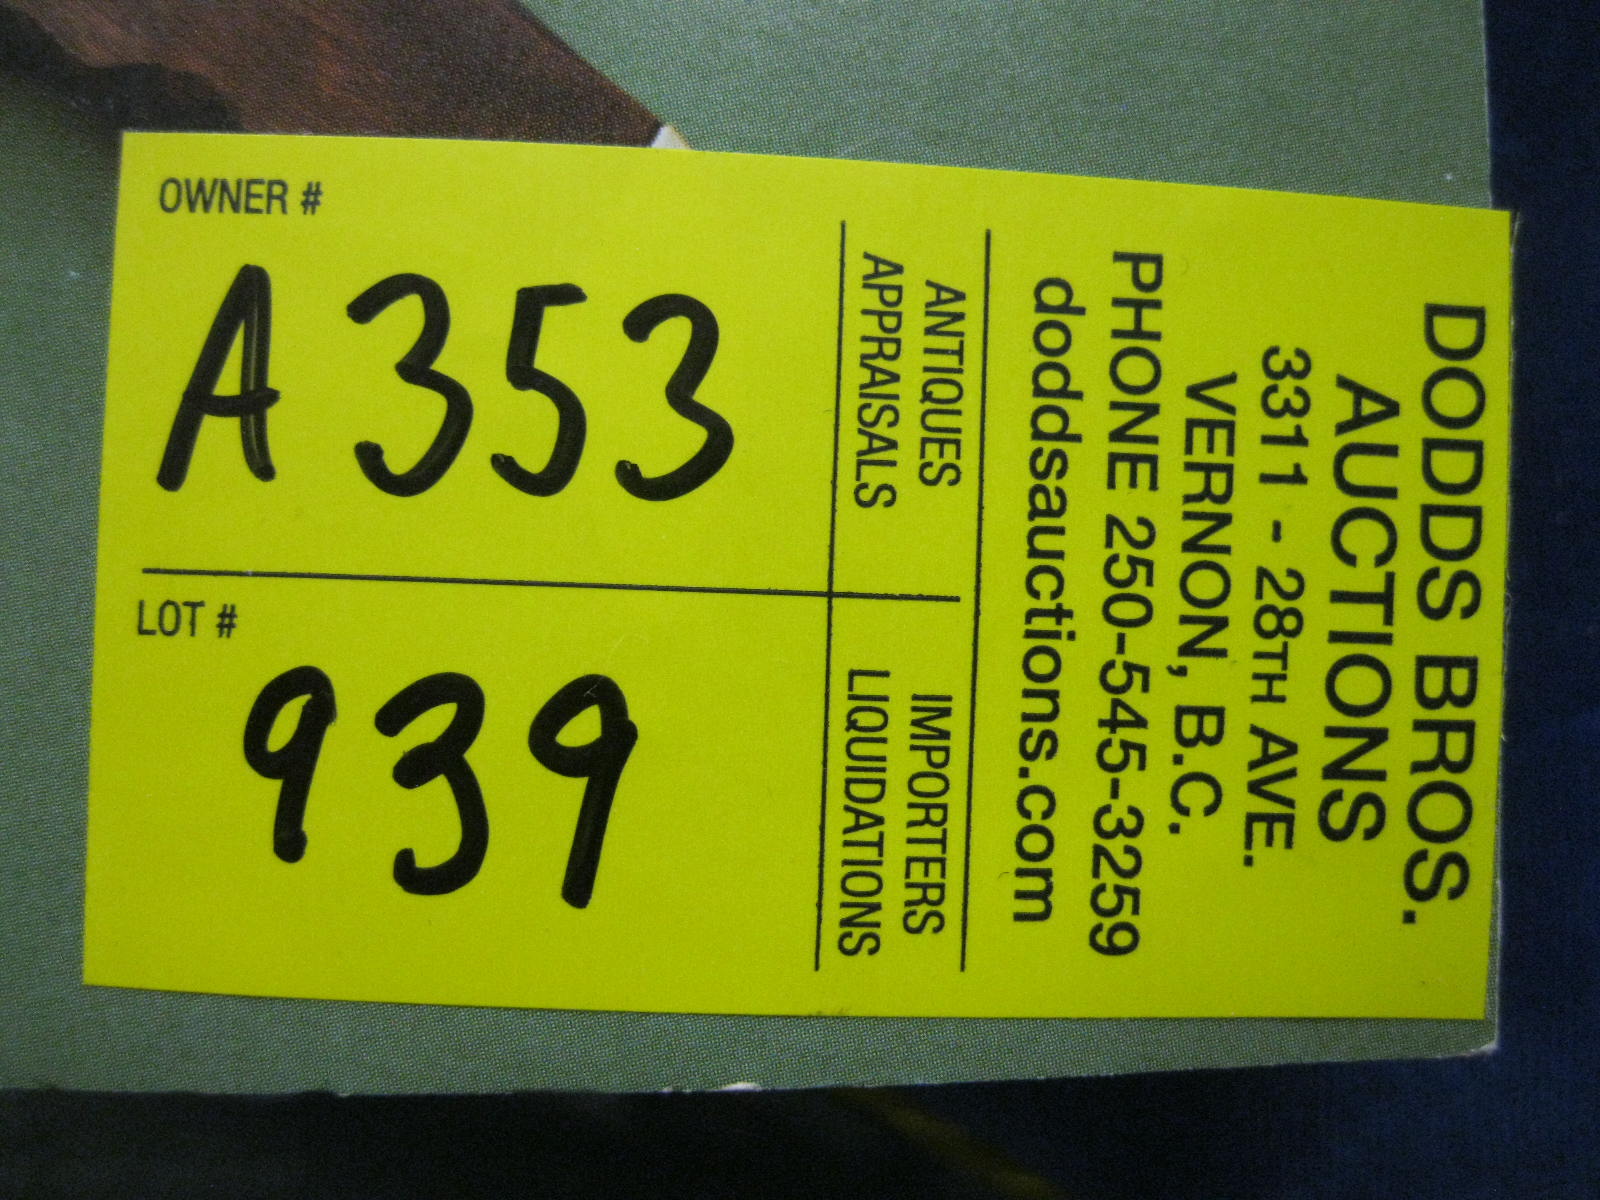 OWNER #
A353
LOT #
939
DODDS BROS.
AUCTIONS
3311 - 28TH AVE.
VERNON, B.C.
PHONE 250-545-3259
doddsauctions.com
ANTIQUES
APPRAISALS
IMPORTERS
LIQUIDATIONS